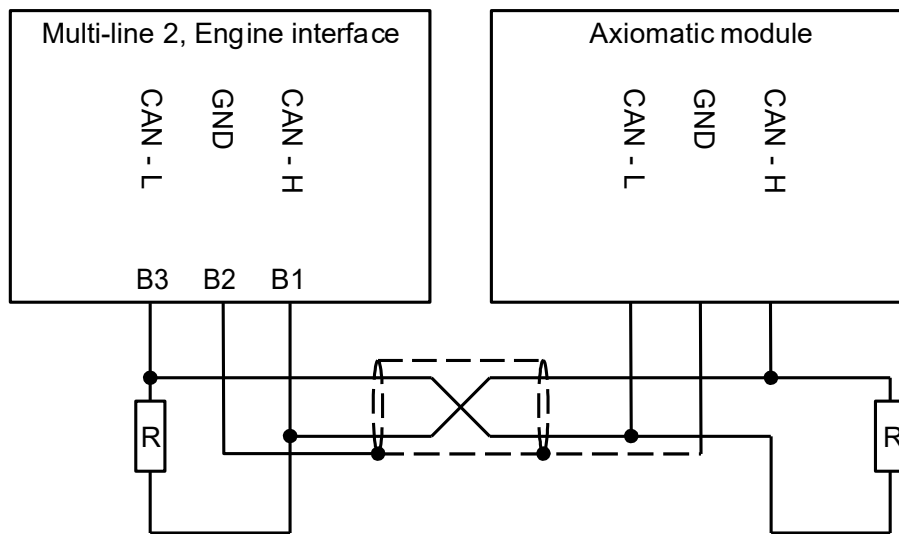 Multi-line 2, Engine interface
CAN - L
GND
CAN - H
B3
B2
B1
R
Axiomatic module
CAN - L
GND
CAN - H
R